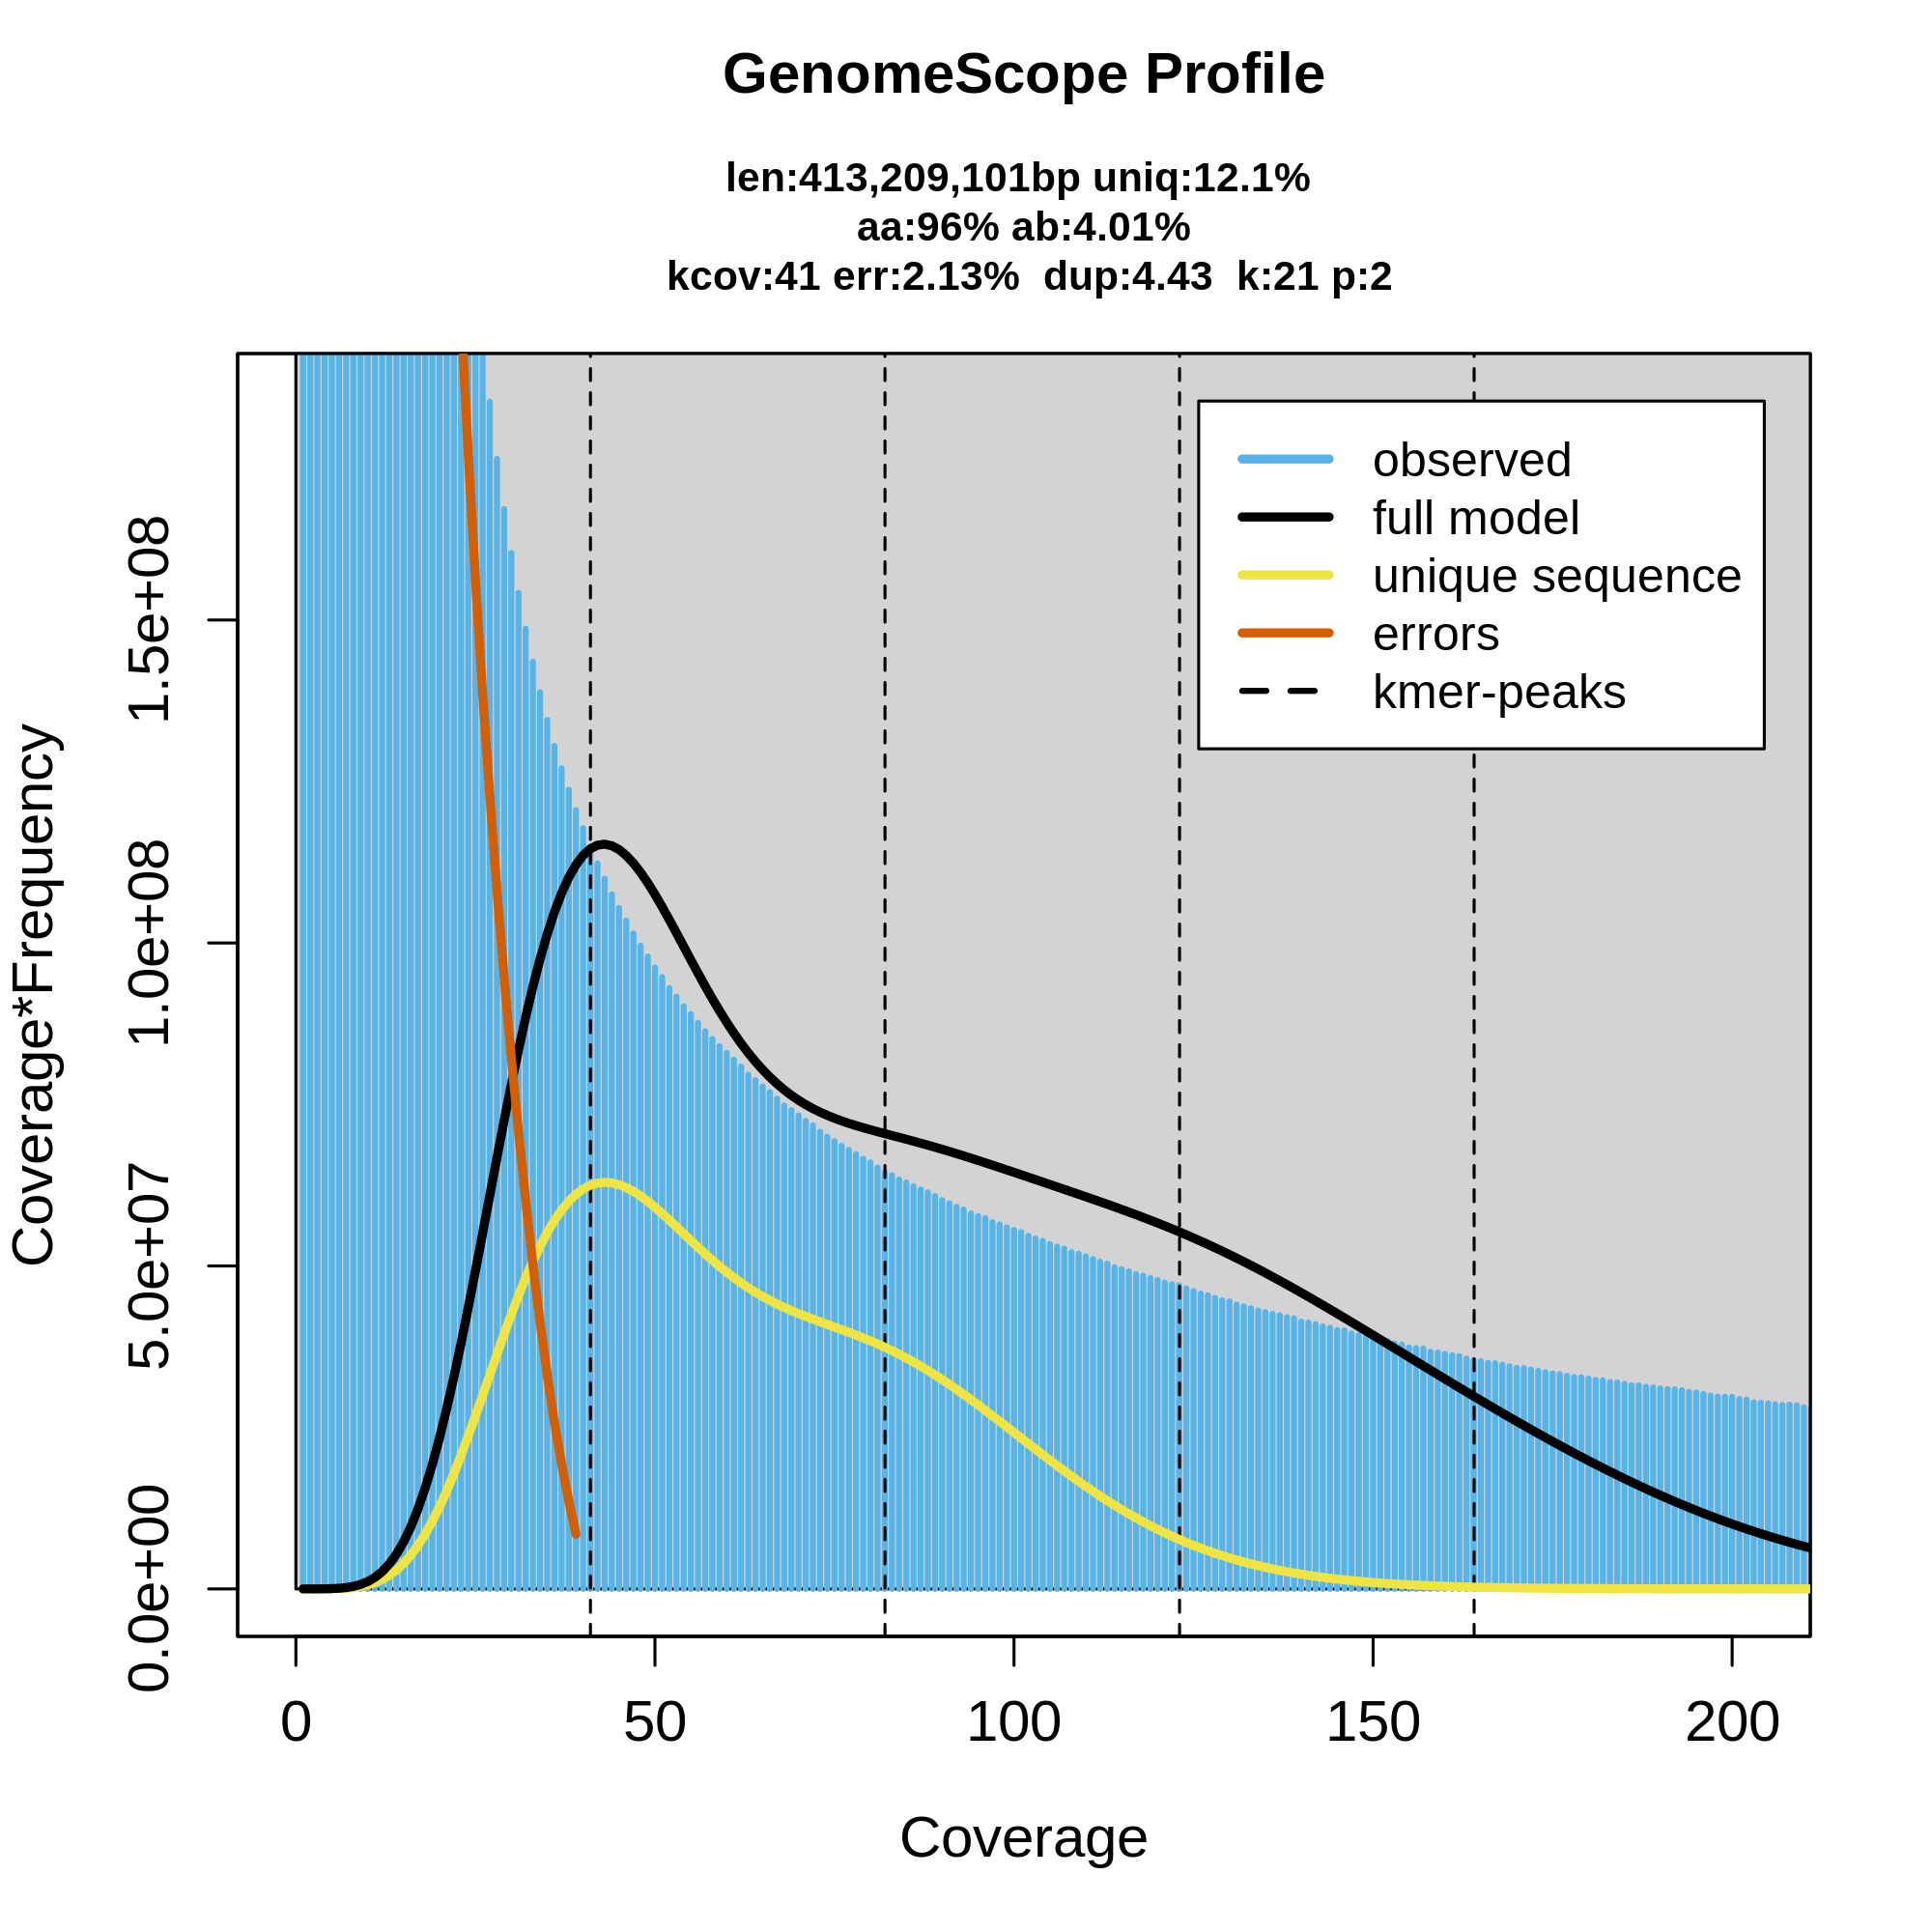 GenomeScope Profile
len:413,209,101bp uniq:12.1%
aa:96% ab:4.01%
kcov:41 err:2.13% dup:4.43 k:21 p:2
observed
full model
unique sequence
errors
kmer-peaks
Coverage*Frequency
1.5e+08
1.0e+08
5.0e+07
0.0e+00
0 50 100 150 200
Coverage